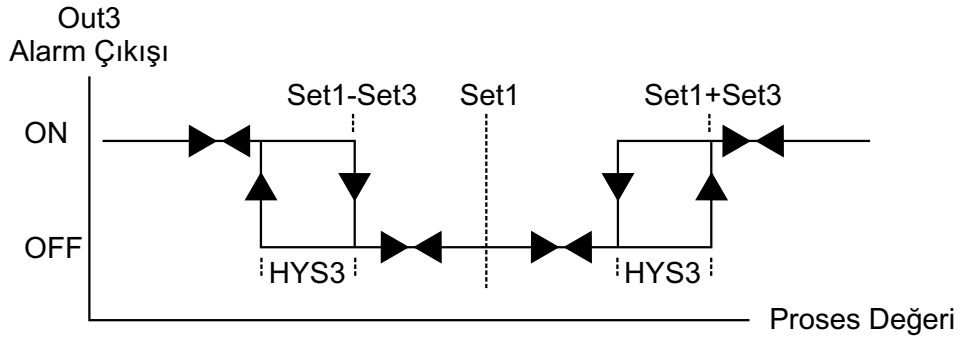 Out3
Alarm Çıkışı
Set1-Set3
Set1
Set1+Set3
ON
OFF
HYS3
HYS3
Proses Değeri